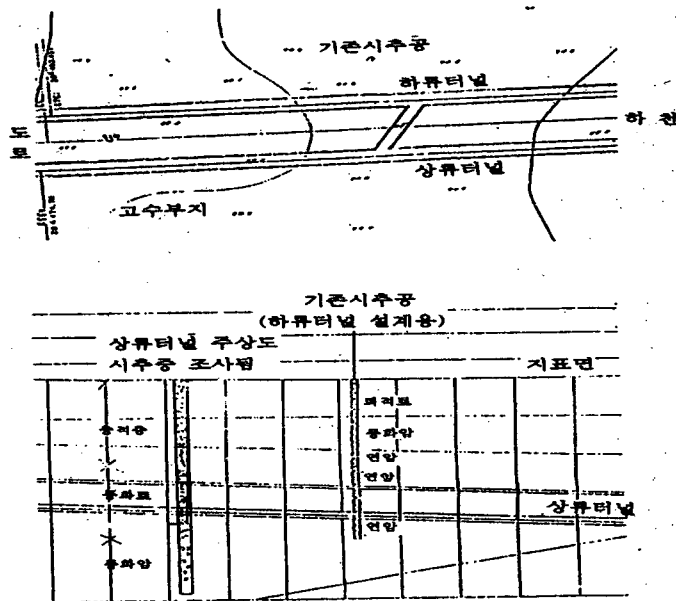 기존시추공
하류터널
도로
하천
상류터널
고수부지
기존시추공
(하류터널 설계용)
상류터널 주상도
시추중 조사됨
지표면
퇴적토
풍화암
연암
연암
풍화토
상류터널
연암
풍화암